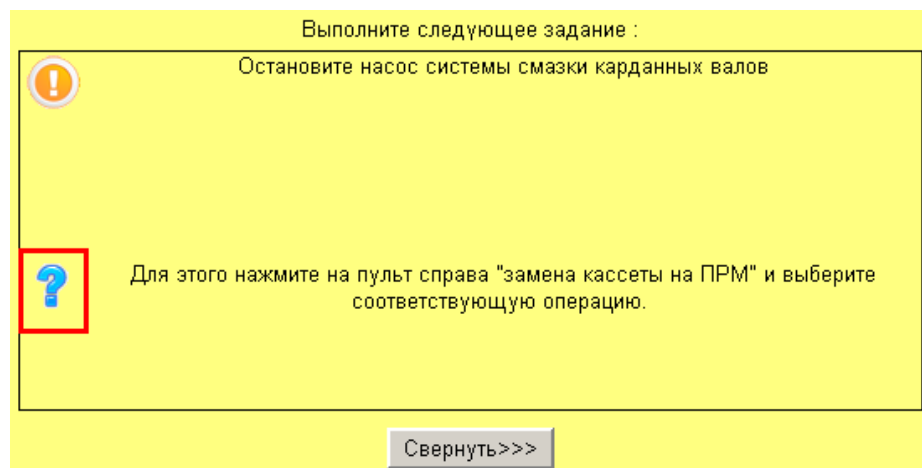 Выполните следующее задание :
Остановите насос системы смазки карданных валов
Для этого нажмите на пульт справа "замена кассеты на ПРМ" и выберите
соответствующую операцию.
Свернуть>>>